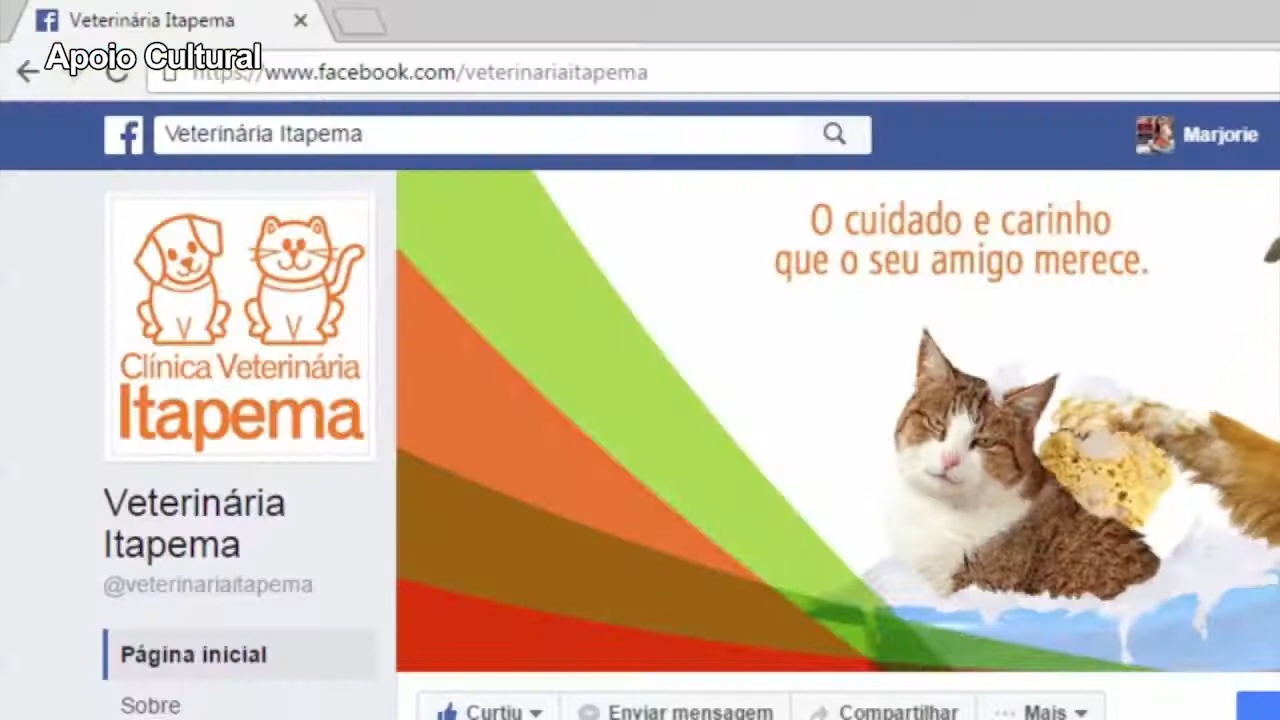 Veterinária Itapema
Apoio Cultural
https://www.facebook.com/veterinariaitapema
Veterinária Itapema
Marjorie
O cuidado e carinho
que o seu amigo merece.
Clínica Veterinária
Itapema
Veterinária
Itapema
@veterinariaitapema
Página inicial
Sobre
Curtiu
Enviar mensagem
Compartilhar
Mais